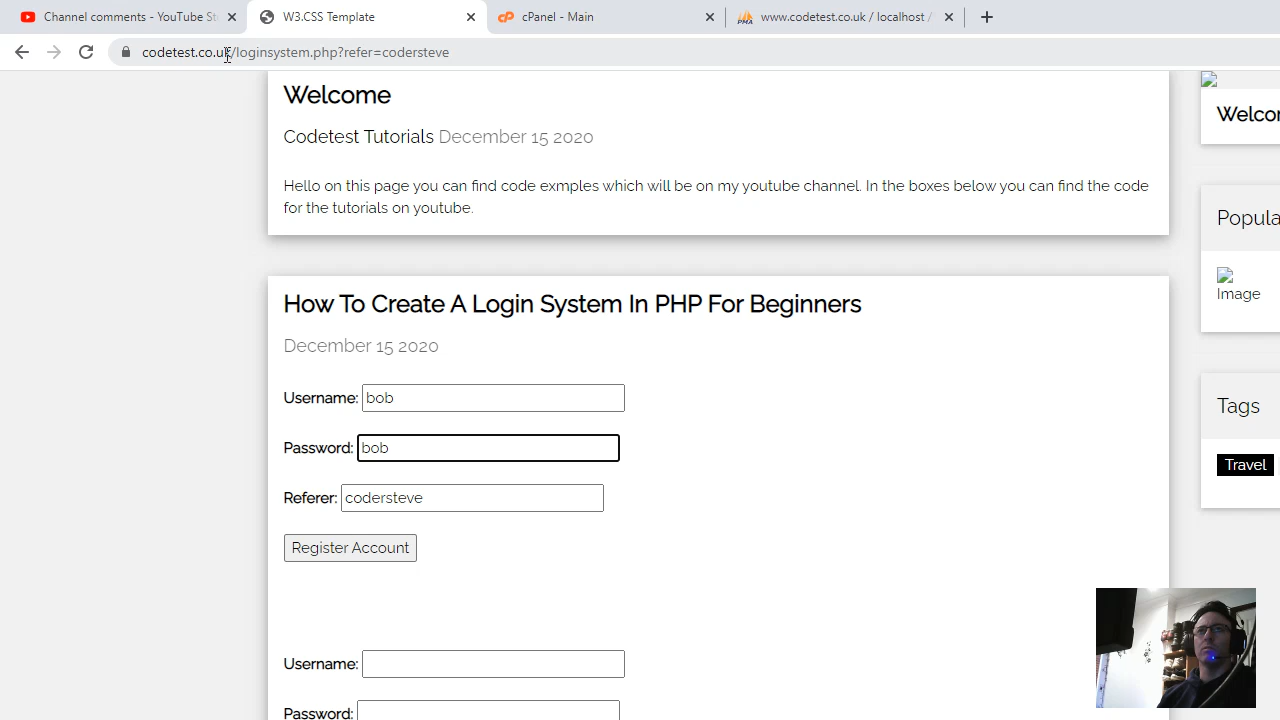 Channel comments - YouTube St
W3.CSS Template
cPanel - Main
www.codetest.co.uk / localhost /
codetest.co.uk/loginsystem.php?refer=codersteve
Welcome
Codetest Tutorials December 15 2020
Hello on this page you can find code exmples which will be on my youtube channel. In the boxes below you can find the code
for the tutorials on youtube.
How To Create A Login System In PHP For Beginners
December 15 2020
Username: bob
Password: bob
Referer: codersteve
Register Account
Username:
Password:
Welcor
Popula
Image
Tags
Travel